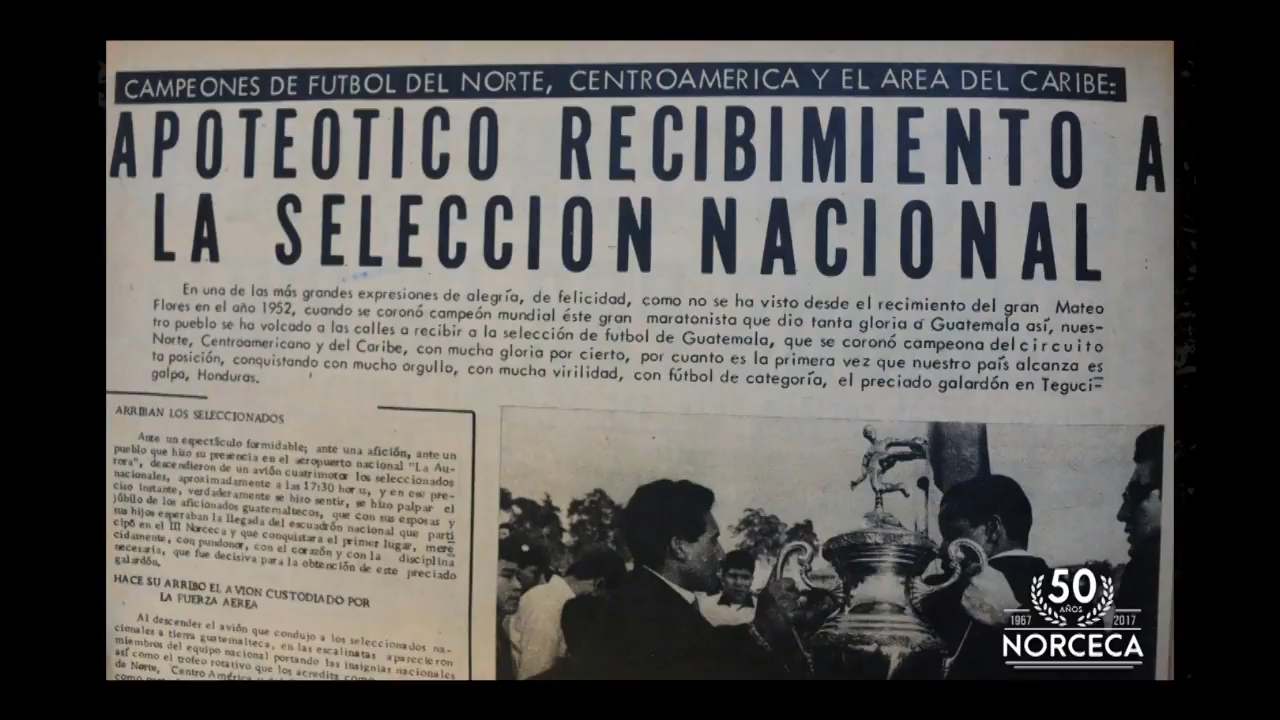 CAMPEONES DE FUTBOL DEL NORTE, CENTROAMERICA Y EL AREA DEL CARIBE:
APOTEOTICO RECIBIMIENTO A
LA SELECCION NACIONAL
En una de las más grandes expresiones de alegría, de felicidad, como no se ha visto desde el recimiento del gran Mateo
Flores en el año 1952, cuando se coronó campeón mundial éste gran maratonista que dio tanta gloria a Guatemala así, nues-
tro pueblo se ha volcado a las calles a recibir a la selección de futbol de Guatemala, que se coronó campeona del circuito
Norte, Centroamericano y del Caribe, con mucha gloria por cierto, por cuanto es la primera vez que nuestro país alcanza es
ta posición, conquistando con mucho orgullo, con mucha virilidad, con fútbol de categoría, el preciado galardón en Teguci-
galpa, Honduras.
ARRIBAN LOS SELECCIONADOS
Ante un espectáculo formidable; ante una afición, ante un
pueblo que hizo su presencia en el aeropuerto nacional "La Au-
rora", descendieron de un avión cuatrimotor los seleccionados
nacionales, aproximadamente a las 17:30 horas, y en ese pre-
ciso instante, verdaderamente se hizo sentir, se hizo palpar el
júbilo de los aficionados guatemaltecos, que con sus esposas y
sus hijos esperaban la llegada del escuadrón nacional que parti
cipó en el III Norceca y que conquistara el primer lugar, mere
cidamente, con pundonor, con el corazón y con la disciplina
necesaria, que fue decisiva para la obtención de este preciado
galardón.
HACE SU ARRIBO EL AVION CUSTODIADO POR
LA FUERZA AEREA
Al descender el avión que condujo a los seleccionados na-
cionales a tierra guatemalteca, en las escalinatas aparecieron
miembros del equipo nacional portando las insignias nacionales
así como el trofeo rotativo que los acredita como
de Norte, Centro América
50
AÑOS
1967 2017
NORCECA